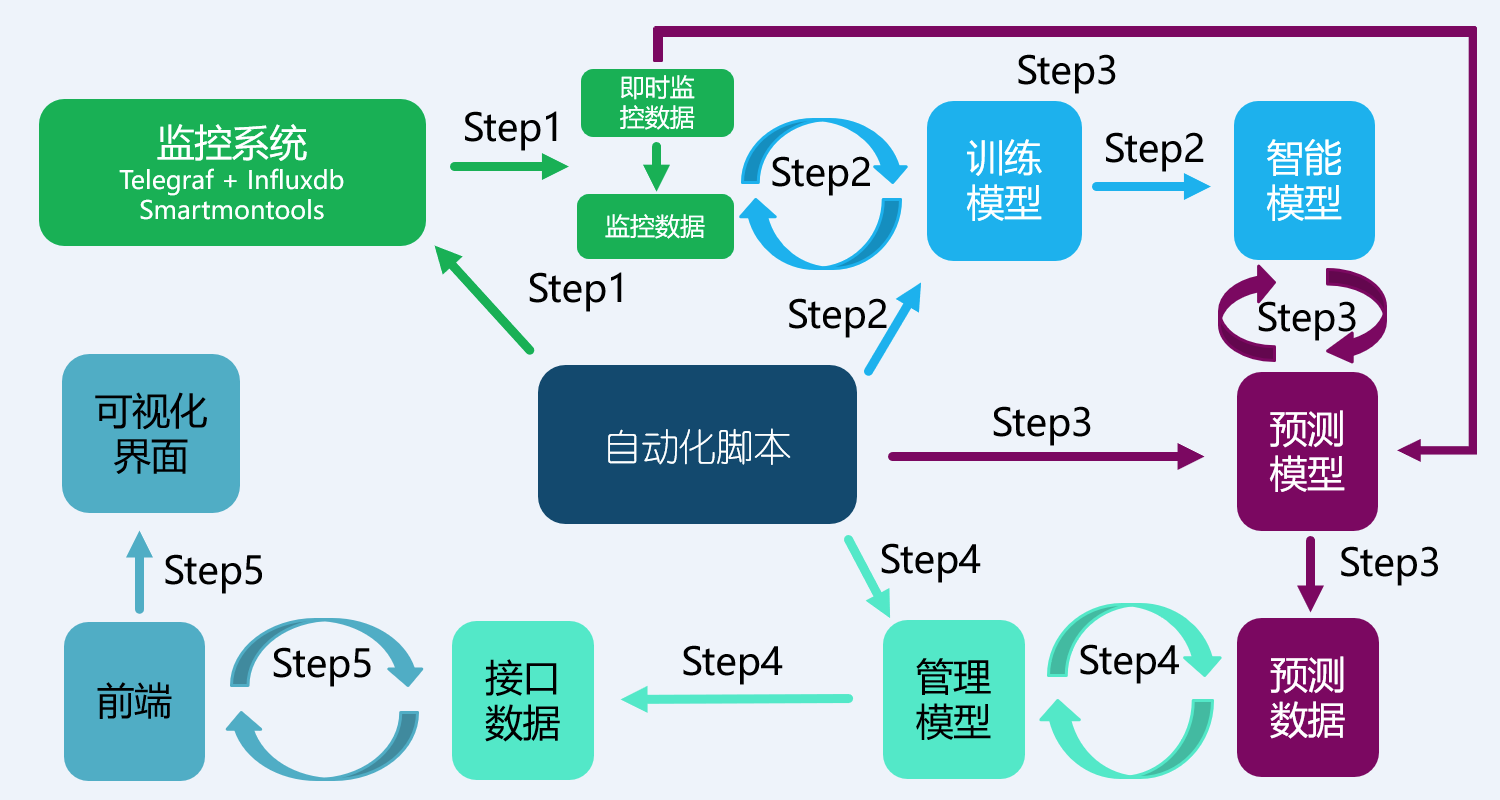 Step3
即时监
控数据
监控系统
Telegraf + Influxdb
Smartmontools
Step1
Step2
训练
模型
Step2
智能
模型
监控数据
Step1
Step2
Step3
可视化
界面
自动化脚本
Step3
预测
模型
Step5
Step4
Step3
前端
Step5
接口
数据
Step4
管理
模型
Step4
预测
数据